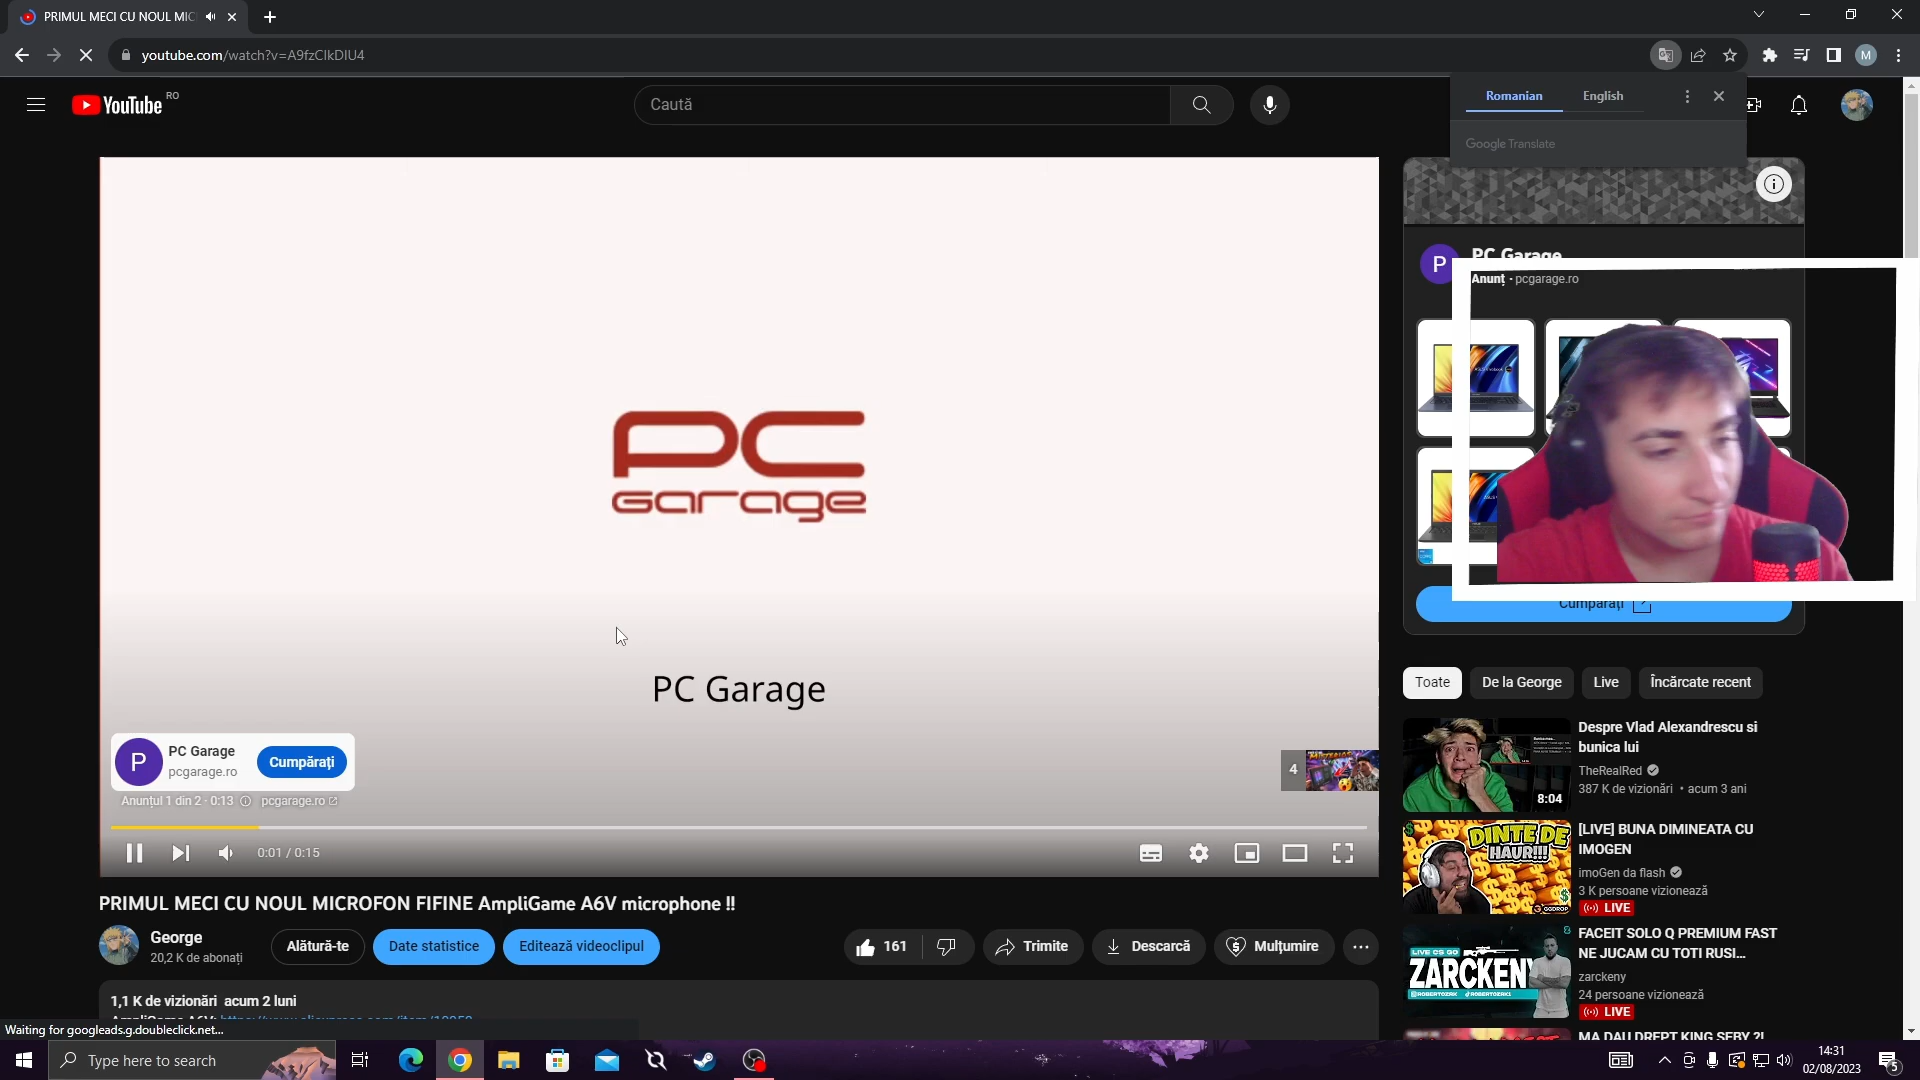 PRIMUL MECI CU NOUL MIC
youtube.com/watch?v=A9fzClkDIU4
M
YouTube RO
Caută
Romanian English
Google Translate
PC Garage
P
PC Garage
Anunț · pcgarage.ro
Cumpărați
PC Garage
P
PC Garage
pcgarage.ro
Cumpărați
4
Anunțul 1 din 2 · 0:13 pcgarage.ro
0:01 / 0:15
PRIMUL MECI CU NOUL MICROFON FIFINE AmpliGame A6V microphone !!
George
20,2 K de abonați
Alătură-te
Date statistice
Editează videoclipul
161
Trimite
Descarcă
Mulțumire
1,1 K de vizionări acum 2 luni
Toate
De la George
Live
Încărcate recent
8:04
Despre Vlad Alexandrescu si
bunica lui
TheRealRed
387 K de vizionări • acum 3 ani
DINTE DE
HAUR!!!
GGDROP
[LIVE] BUNA DIMINEATA CU
IMOGEN
imoGen da flash
3 K persoane vizionează
LIVE
LIVE CS GO
ZARCKENY
FACEIT SOLO Q PREMIUM FAST
NE JUCAM CU TOTI RUSI...
zarckeny
24 persoane vizionează
LIVE
MA DAU DREPT KING SEBY ?!
Waiting for googleads.g.doubleclick.net...
Type here to search
14:31
02/08/2023
5